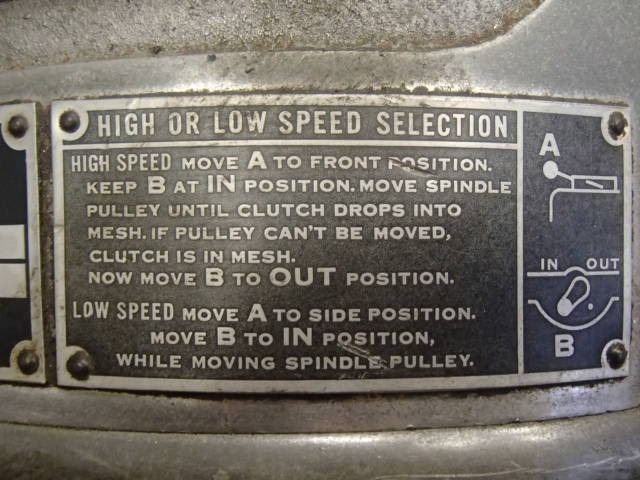 HIGH OR LOW SPEED SELECTION
HIGH SPEED MOVE A TO FRONT POSITION.
KEEP B AT IN POSITION. MOVE SPINDLE
PULLEY UNTIL CLUTCH DROPS INTO
MESH. IF PULLEY CAN'T BE MOVED,
CLUTCH IS IN MESH.
NOW MOVE B TO OUT POSITION.
LOW SPEED MOVE A TO SIDE POSITION.
MOVE B TO IN POSITION,
WHILE MOVING SPINDLE PULLEY.
A
IN OUT
B